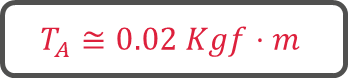 T_A ≅ 0.02 Kgf · m